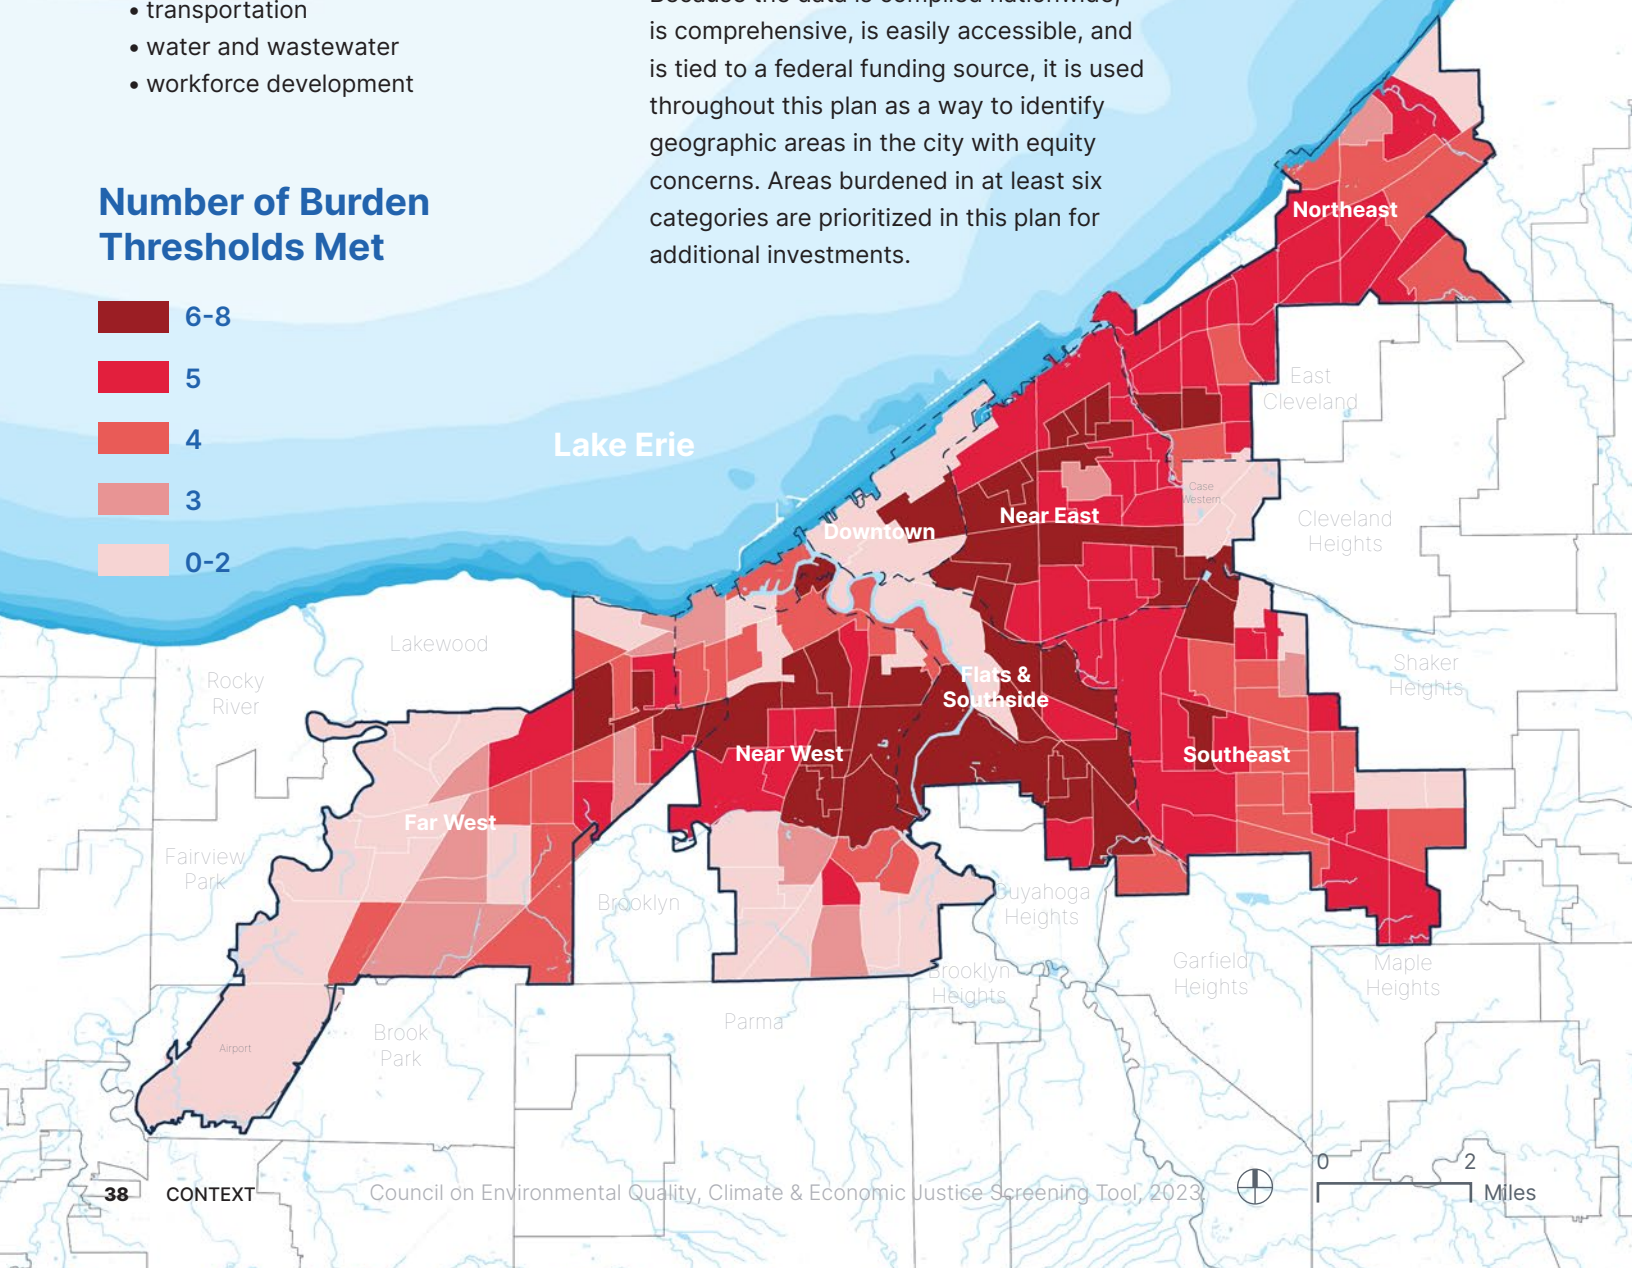 • transportation
• water and wastewater
• workforce development
Because the data is compiled nationwide,
is comprehensive, is easily accessible, and
is tied to a federal funding source, it is used
throughout this plan as a way to identify
geographic areas in the city with equity
concerns. Areas burdened in at least six
categories are prioritized in this plan for
additional investments.
Number of Burden
Thresholds Met
6-8
5
4
3
0-2
Lake Erie
Northeast
East
Cleveland
Case
Western
Cleveland
Heights
Near East
Downtown
Lakewood
Rocky
River
Shaker
Heights
Flats &
Southside
Near West
Southeast
Far West
Fairview
Park
Brooklyn
Cuyahoga
Heights
Brooklyn
Heights
Garfield
Heights
Maple
Heights
Parma
Brook
Park
Airport
0 2
Miles
38 CONTEXT
Council on Environmental Quality, Climate & Economic Justice Screening Tool, 2023.